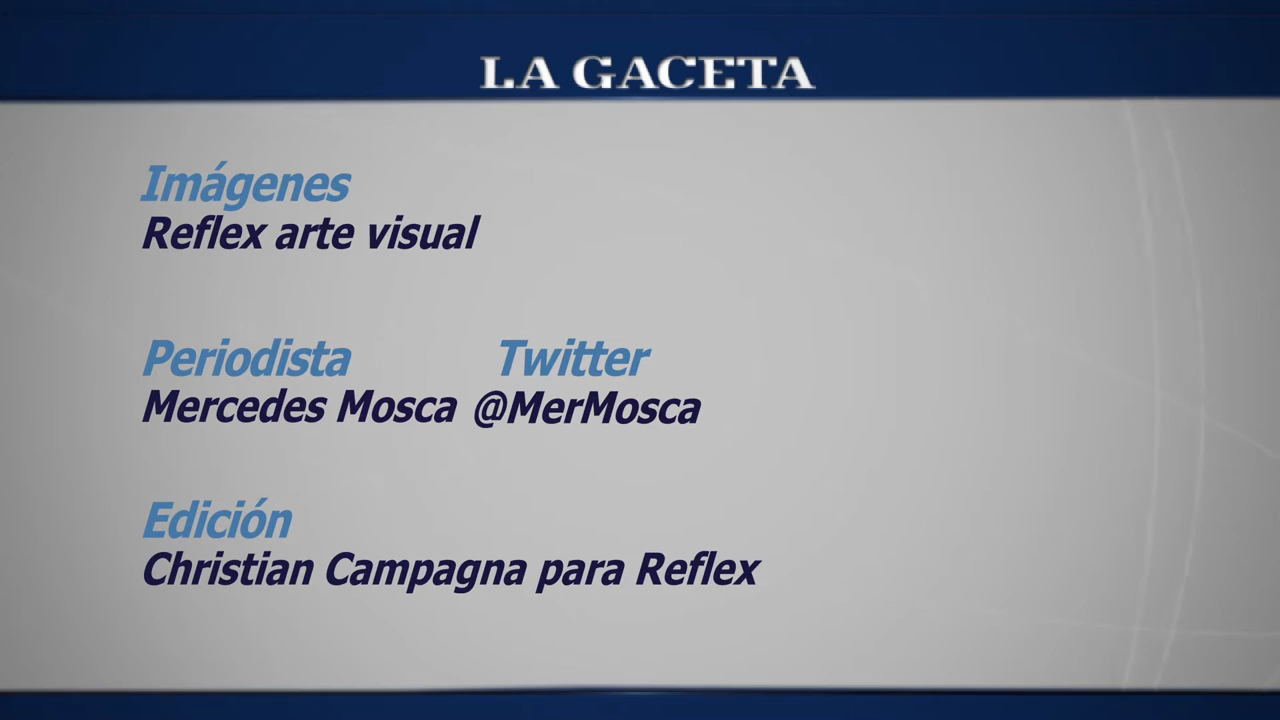 LA GACETA
Imágenes
Reflex arte visual
Periodista Twitter
Mercedes Mosca @MerMosca
Edición
Christian Campagna para Reflex